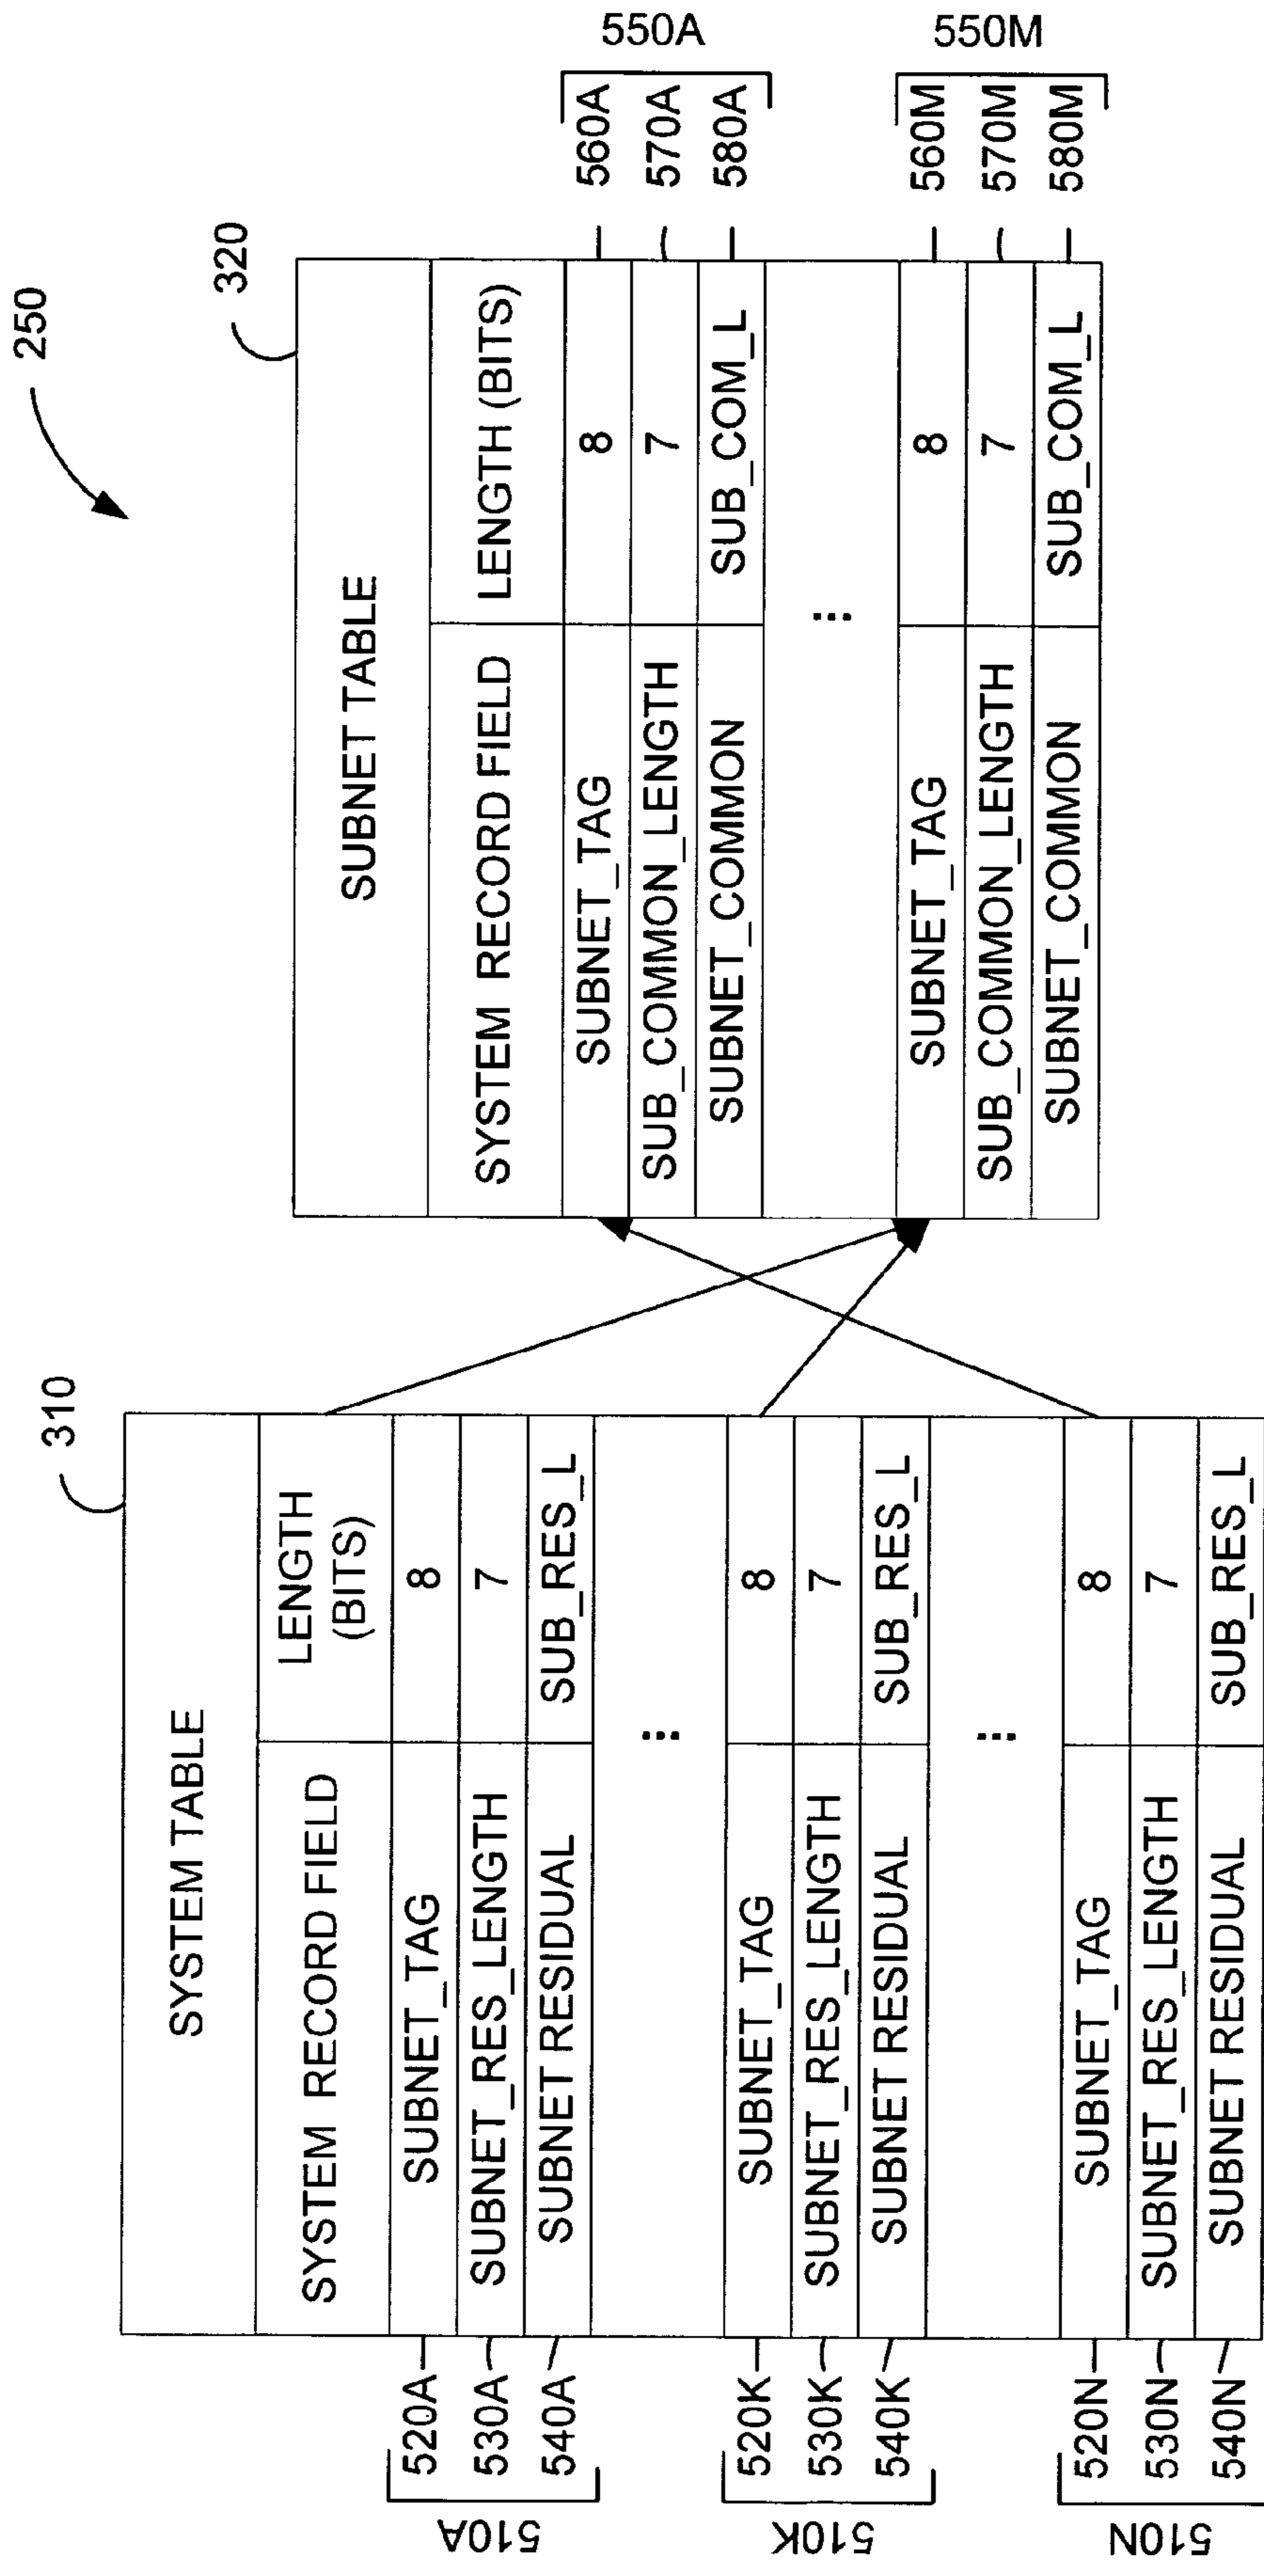 250
310
SYSTEM TABLE
SYSTEM RECORD FIELD
LENGTH (BITS)
510A
520A
SUBNET_TAG
8
530A
SUBNET_RES_LENGTH
7
540A
SUBNET RESIDUAL
SUB_RES_L
...
510K
520K
SUBNET_TAG
8
530K
SUBNET_RES_LENGTH
7
540K
SUBNET RESIDUAL
SUB_RES_L
...
510N
520N
SUBNET_TAG
8
530N
SUBNET_RES_LENGTH
7
540N
SUBNET RESIDUAL
SUB_RES_L
320
SUBNET TABLE
SYSTEM RECORD FIELD
LENGTH (BITS)
SUBNET_TAG
8
560A
SUB_COMMON_LENGTH
7
570A
SUBNET_COMMON
SUB_COM_L
580A
550A
...
SUBNET_TAG
8
560M
SUB_COMMON_LENGTH
7
570M
SUBNET_COMMON
SUB_COM_L
580M
550M